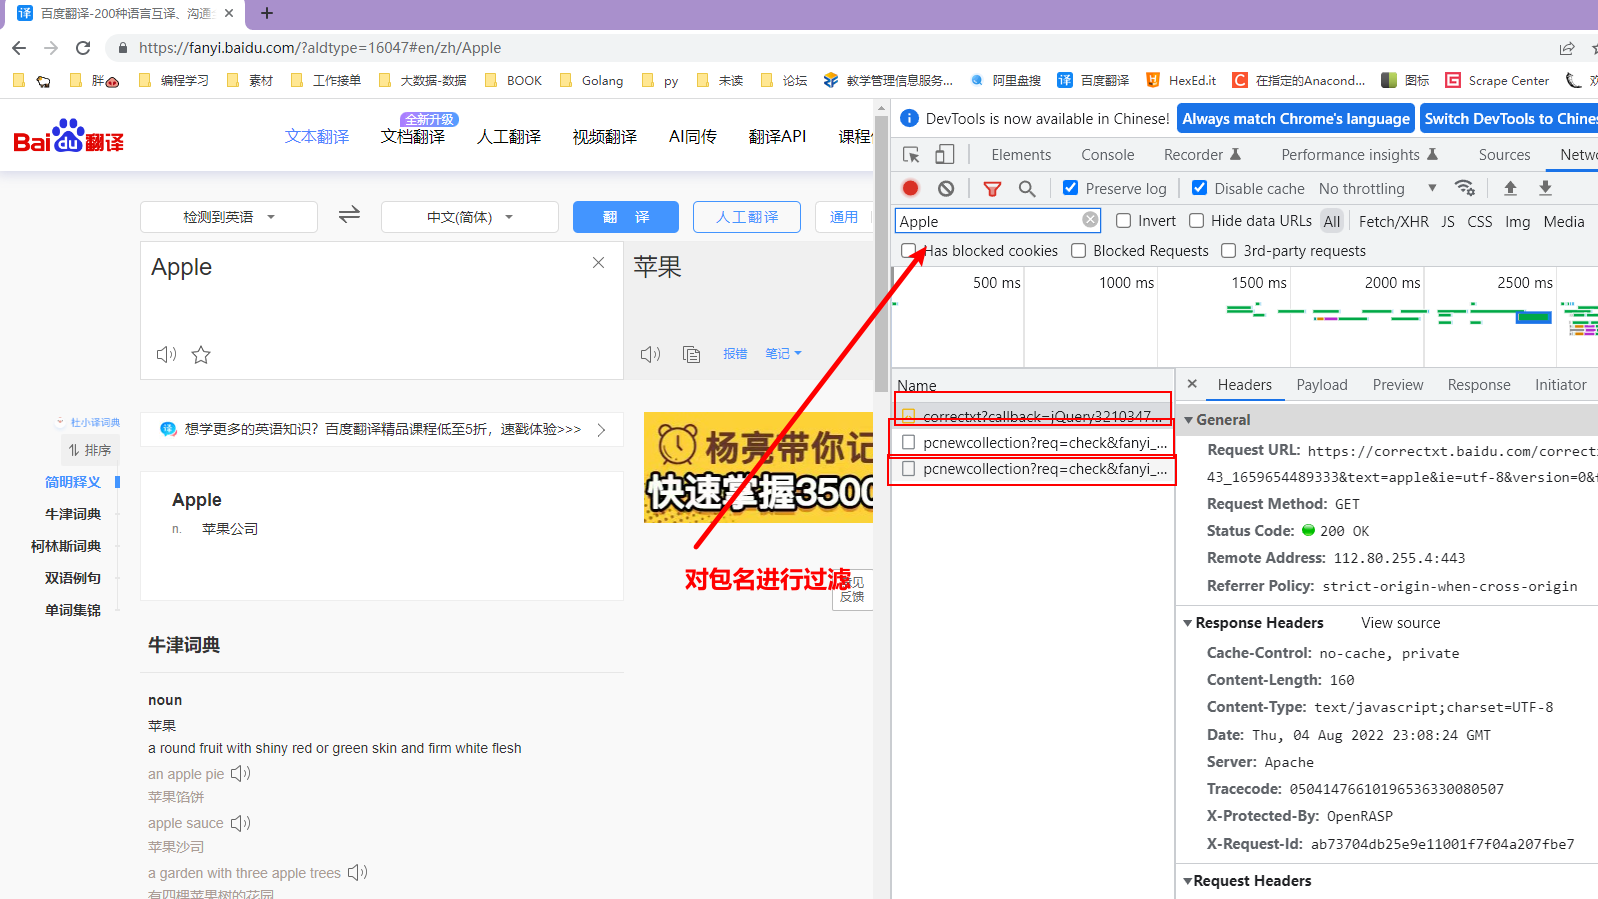 百度翻译-200种语言互译、沟通
https://fanyi.baidu.com/?aldtype=16047#en/zh/Apple
胖 编程学习 素材 工作接单 大数据-数据 BOOK Golang py 未读 论坛 教学管理信息服务... 阿里盘搜 百度翻译 HexEd.it 在指定的Anacond... 图标 Scrape Center
Baidu翻译
全新升级
文本翻译 文档翻译 人工翻译 视频翻译 AI同传 翻译API 课程
检测到英语 中文(简体) 翻 译 人工翻译 通用
Apple
苹果
报错 笔记
杜小译词典
排序
简明释义
牛津词典
柯林斯词典
双语例句
单词集锦
想学更多的英语知识？百度翻译精品课程低至5折，速戳体验>>>
杨亮带你记
快速掌握3500
Apple
n. 苹果公司
对包名进行过滤
意见
反馈
牛津词典
noun
苹果
a round fruit with shiny red or green skin and firm white flesh
an apple pie
苹果馅饼
apple sauce
苹果沙司
a garden with three apple trees
有四棵苹果树的花园
DevTools is now available in Chinese! Always match Chrome's language Switch DevTools to Chine
Elements Console Recorder Performance insights Sources Netw
Preserve log Disable cache No throttling
Apple Invert Hide data URLs All Fetch/XHR JS CSS Img Media
Has blocked cookies Blocked Requests 3rd-party requests
500 ms 1000 ms 1500 ms 2000 ms 2500 ms
Name
correctxt?callback=jQuery3210347...
pcnewcollection?req=check&fanyi_...
pcnewcollection?req=check&fanyi_...
Headers Payload Preview Response Initiator
General
Request URL: https://correctxt.baidu.com/correct
43_1659654489333&text=apple&ie=utf-8&version=0&f
Request Method: GET
Status Code: 200 OK
Remote Address: 112.80.255.4:443
Referrer Policy: strict-origin-when-cross-origin
Response Headers View source
Cache-Control: no-cache, private
Content-Length: 160
Content-Type: text/javascript;charset=UTF-8
Date: Thu, 04 Aug 2022 23:08:24 GMT
Server: Apache
Tracecode: 05041476610196536330080507
X-Protected-By: OpenRASP
X-Request-Id: ab73704db25e9e11001f7f04a207fbe7
Request Headers